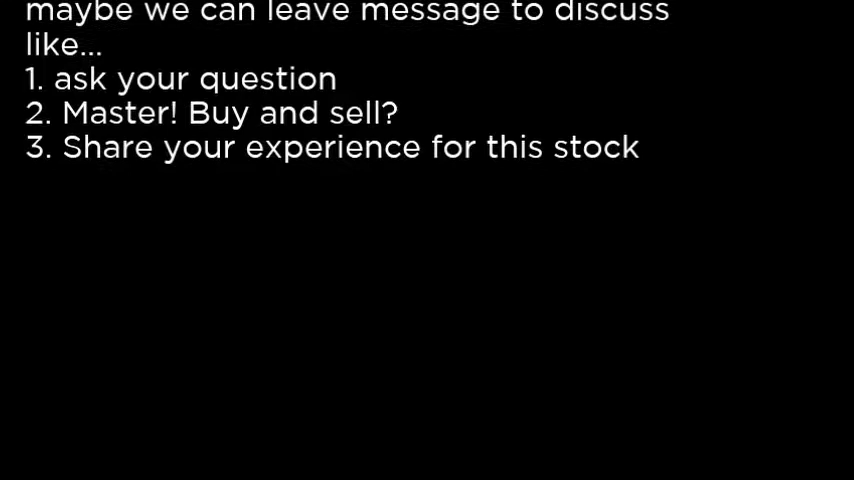 maybe we can leave message to discuss
like...
1. ask your question
2. Master! Buy and sell?
3. Share your experience for this stock